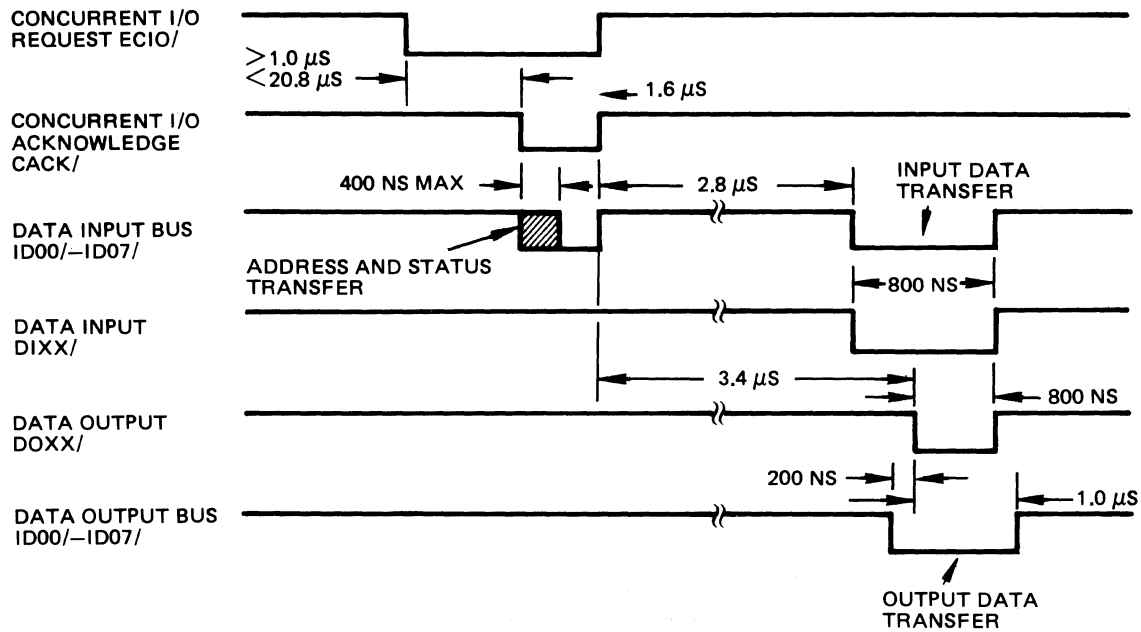 CONCURRENT I/O
REQUEST ECIO/
>1.0 µS
<20.8 µS
1.6 µS
CONCURRENT I/O
ACKNOWLEDGE
CACK/
400 NS MAX
2.8 µS
INPUT DATA
TRANSFER
DATA INPUT BUS
ID00/–ID07/
ADDRESS AND STATUS
TRANSFER
800 NS
DATA INPUT
DIXX/
3.4 µS
800 NS
DATA OUTPUT
DOXX/
200 NS
1.0 µS
DATA OUTPUT BUS
ID00/–ID07/
OUTPUT DATA
TRANSFER